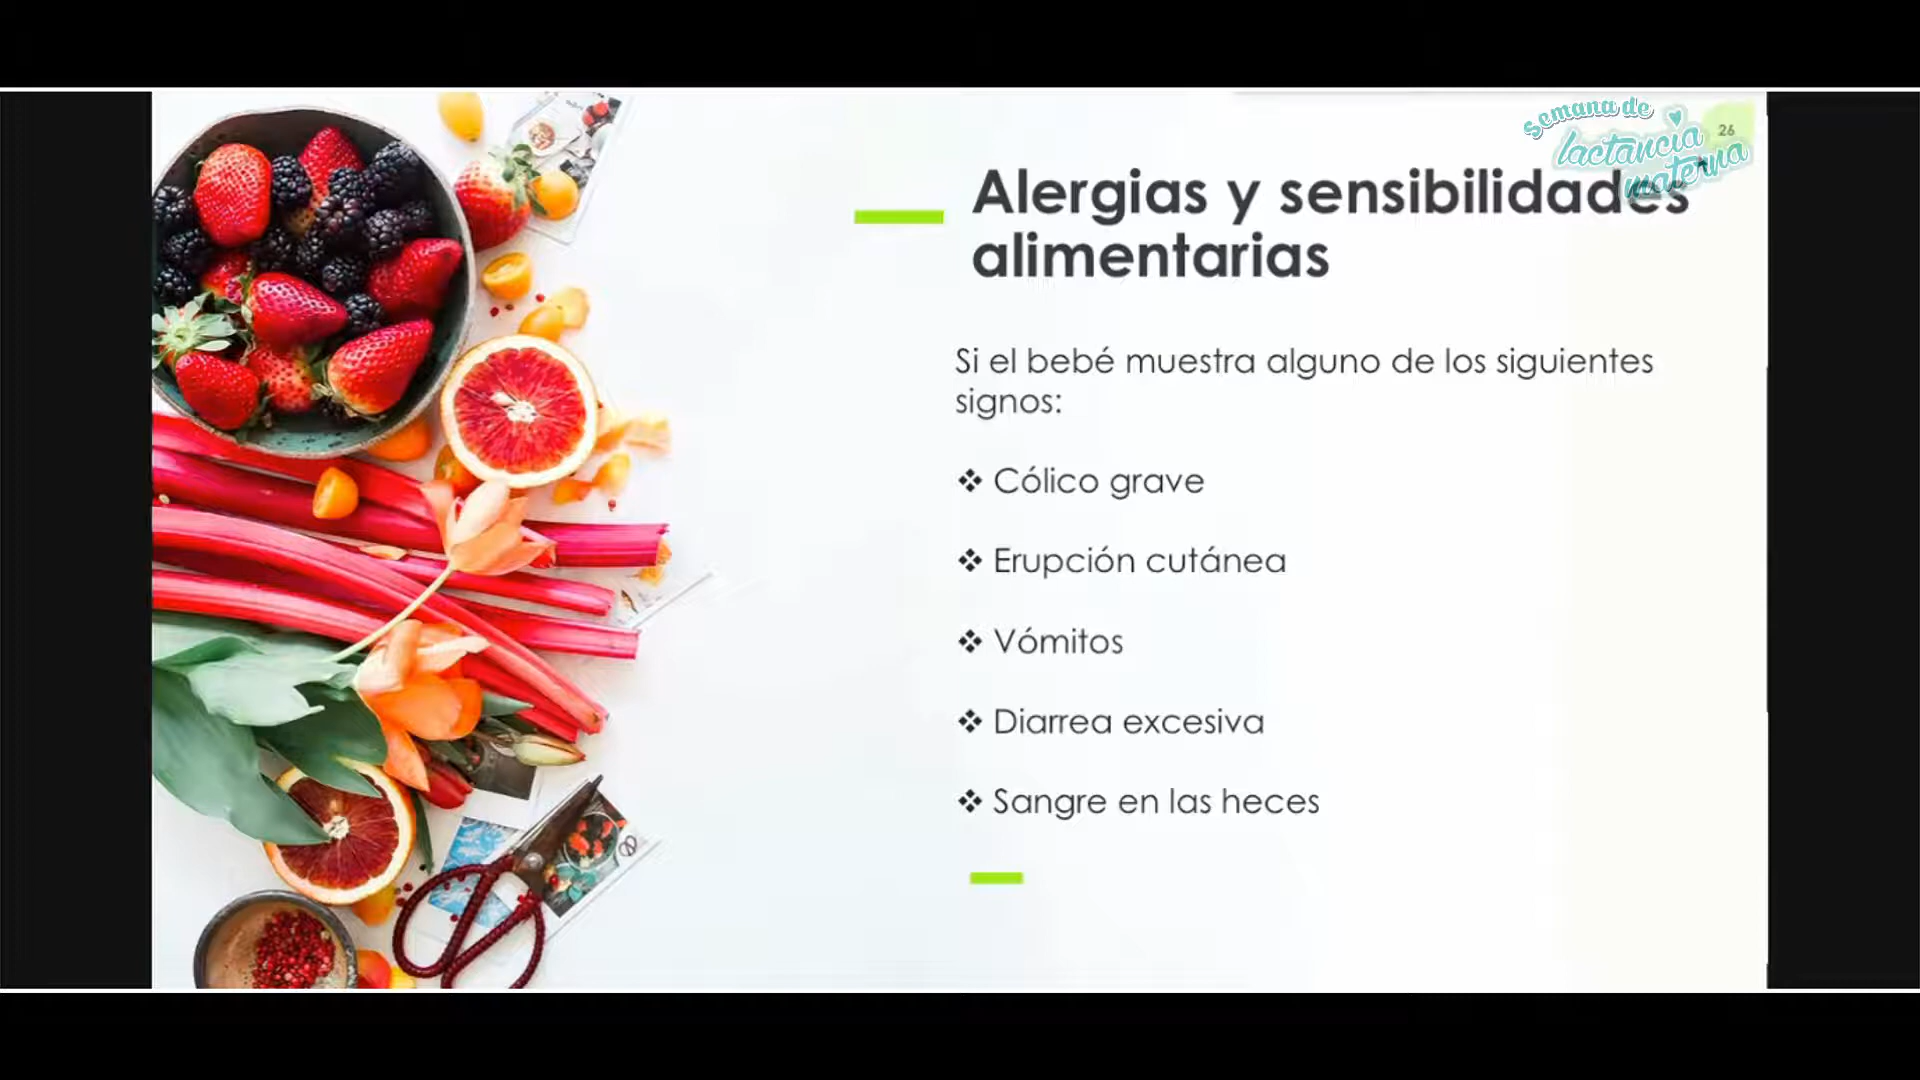 Semana de
lactancia
materna
26
Alergias y sensibilidades
alimentarias
Si el bebé muestra alguno de los siguientes
signos:
❖ Cólico grave
❖ Erupción cutánea
❖ Vómitos
❖ Diarrea excesiva
❖ Sangre en las heces